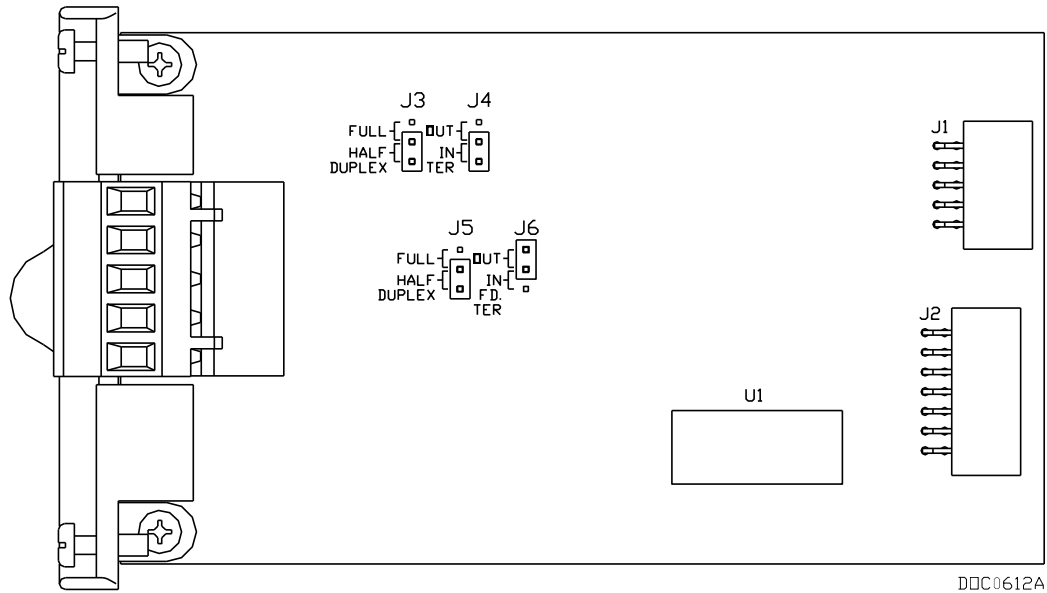 J3 J4
FULL OUT
HALF IN
DUPLEX TER
J1
J5 J6
FULL OUT
HALF IN
DUPLEX FD.
TER
J2
U1
DOC0612A